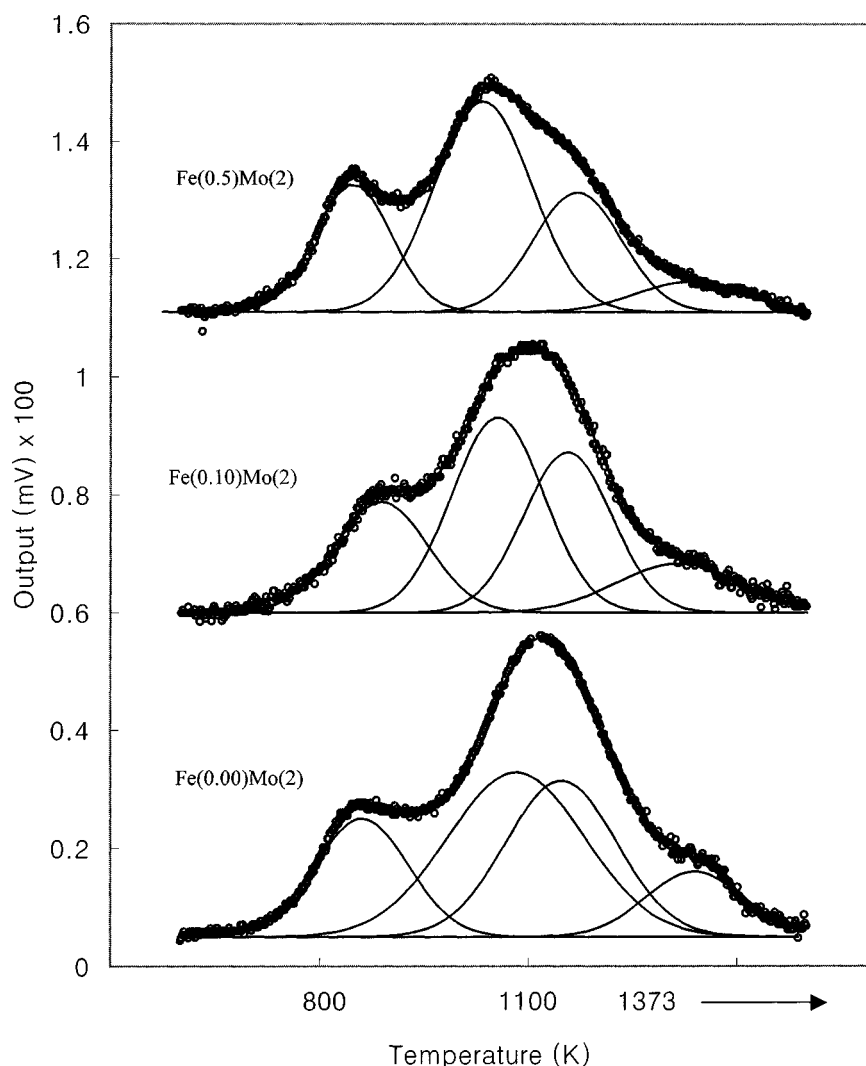 1.6
1.4
Fe(0.5)Mo(2)
1.2
1
Fe(0.10)Mo(2)
0.8
Output (mV) x 100
0.6
0.4
Fe(0.00)Mo(2)
0.2
0
800 1100 1373
Temperature (K)